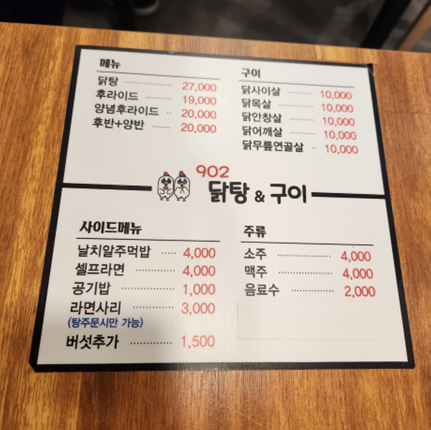 메뉴
닭탕 27,000
후라이드 19,000
양념후라이드 20,000
후반+양반 20,000
구이
닭사이살 10,000
닭목살 10,000
닭안창살 10,000
닭어깨살 10,000
닭무릎연골살 10,000
902
닭탕 & 구이
사이드메뉴
날치알주먹밥 4,000
셀프라면 4,000
공기밥 1,000
라면사리 3,000
(탕주문시만 가능)
버섯추가 1,500
주류
소주 4,000
맥주 4,000
음료수 2,000